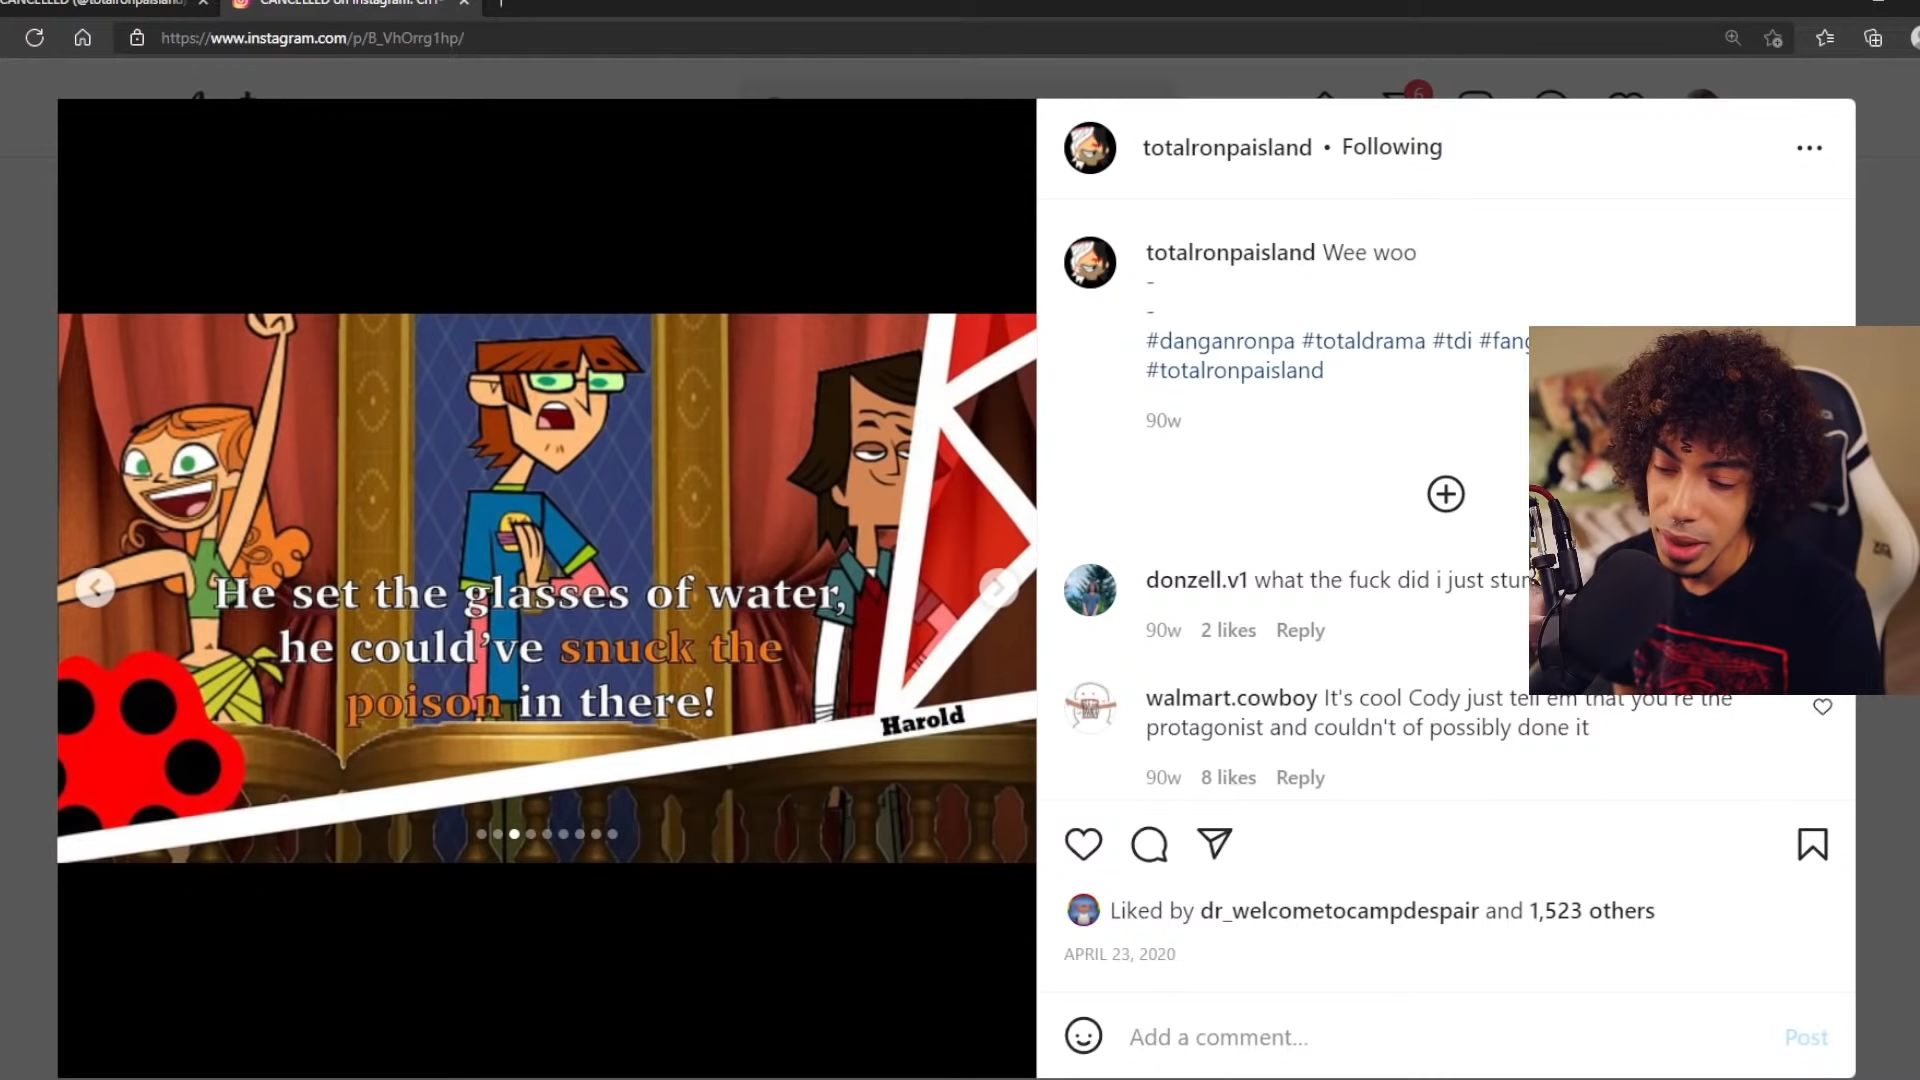 CANCELLED (@totalronpaisland)
CANCELLED on Instagram: "Ch1-
https://www.instagram.com/p/B_VhOrrg1hp/
6
totalronpaisland • Following
totalronpaisland Wee woo
-
-
#danganronpa #totaldrama #tdi #fang
#totalronpaisland
90w
He set the glasses of water,
he could've snuck the
poison in there!
Harold
donzell.v1 what the fuck did i just stum
90w 2 likes Reply
walmart.cowboy It's cool Cody just tell em that you're the
protagonist and couldn't of possibly done it
90w 8 likes Reply
Liked by dr_welcometocampdespair and 1,523 others
APRIL 23, 2020
Add a comment...
Post